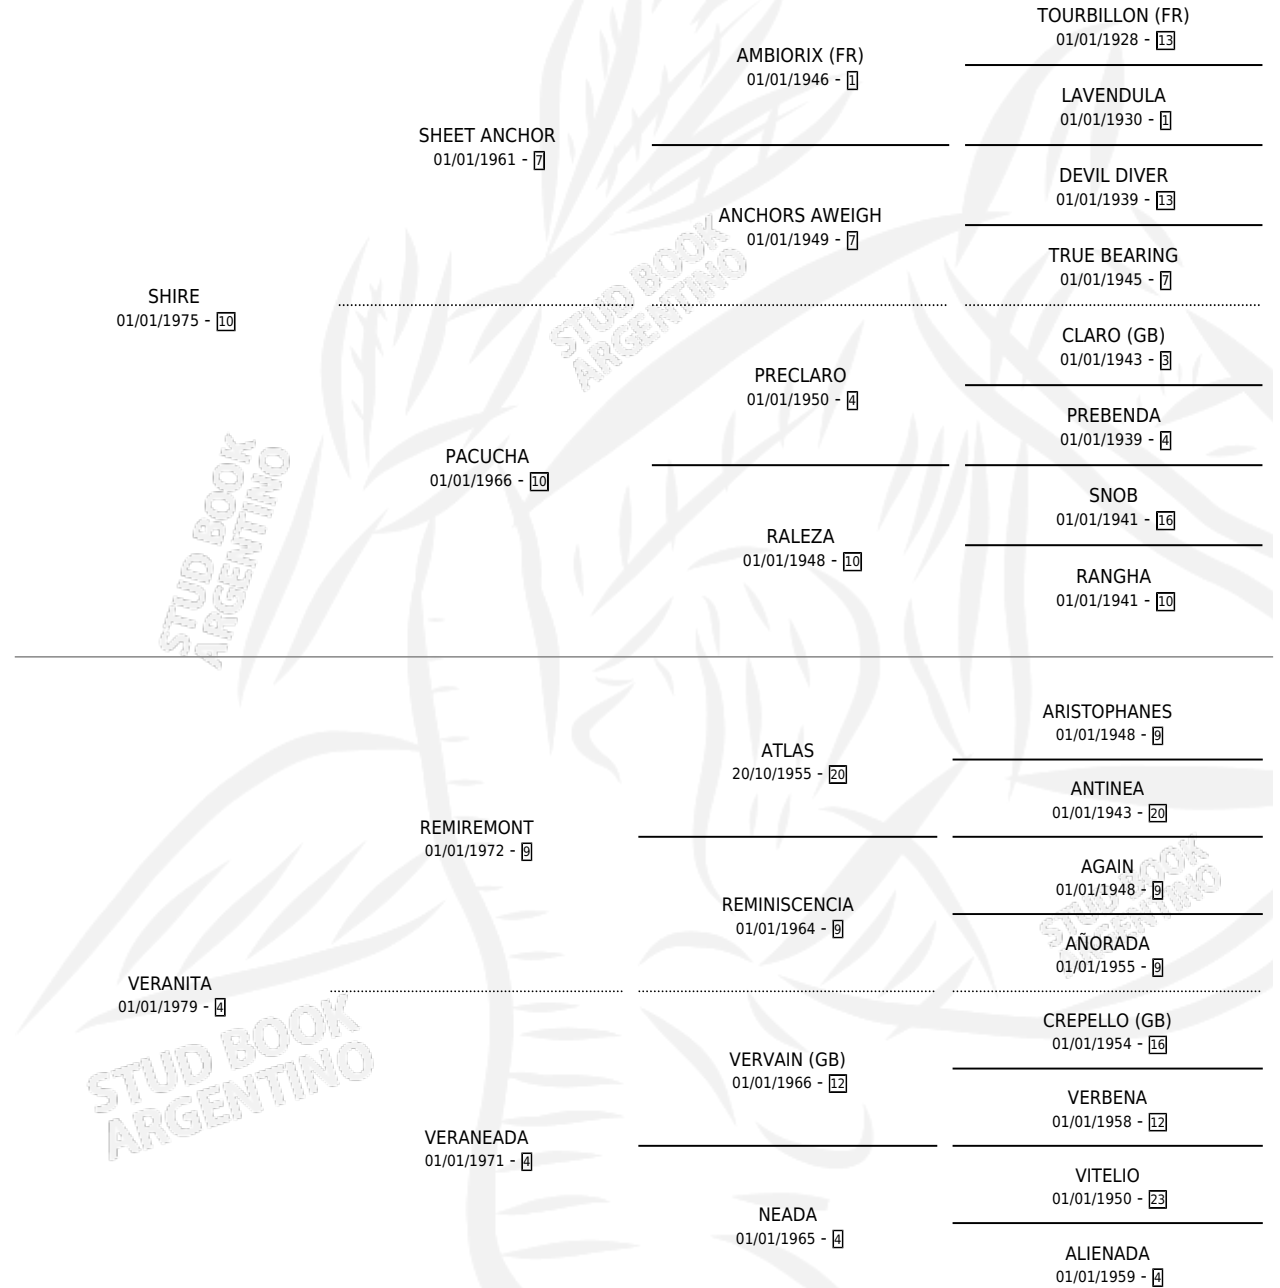 TOURBILLON (FR)
01/01/1928 - 13
AMBIORIX (FR)
01/01/1946 - 1
LAVENDULA
01/01/1930 - 1
SHEET ANCHOR
01/01/1961 - 7
DEVIL DIVER
01/01/1939 - 13
ANCHORS AWEIGH
01/01/1949 - 7
TRUE BEARING
01/01/1945 - 7
SHIRE
01/01/1975 - 10
STUD BOOK
ARGENTINO
CLARO (GB)
01/01/1943 - 3
PRECLARO
01/01/1950 - 4
PREBENDA
01/01/1939 - 4
PACUCHA
01/01/1966 - 10
SNOB
01/01/1941 - 16
RALEZA
01/01/1948 - 10
RANGHA
01/01/1941 - 10
STUD BOOK
ARGENTINO
ARISTOPHANES
01/01/1948 - 9
ATLAS
20/10/1955 - 20
ANTINEA
01/01/1943 - 20
REMIREMONT
01/01/1972 - 9
AGAIN
01/01/1948 - 9
REMINISCENCIA
01/01/1964 - 9
STUD BOOK
ARGENTINO
AÑORADA
01/01/1955 - 9
VERANITA
01/01/1979 - 4
CREPELLO (GB)
01/01/1954 - 16
VERVAIN (GB)
01/01/1966 - 12
VERBENA
01/01/1958 - 12
STUD BOOK
ARGENTINO
VERANEADA
01/01/1971 - 4
VITELIO
01/01/1950 - 23
NEADA
01/01/1965 - 4
ALIENADA
01/01/1959 - 4